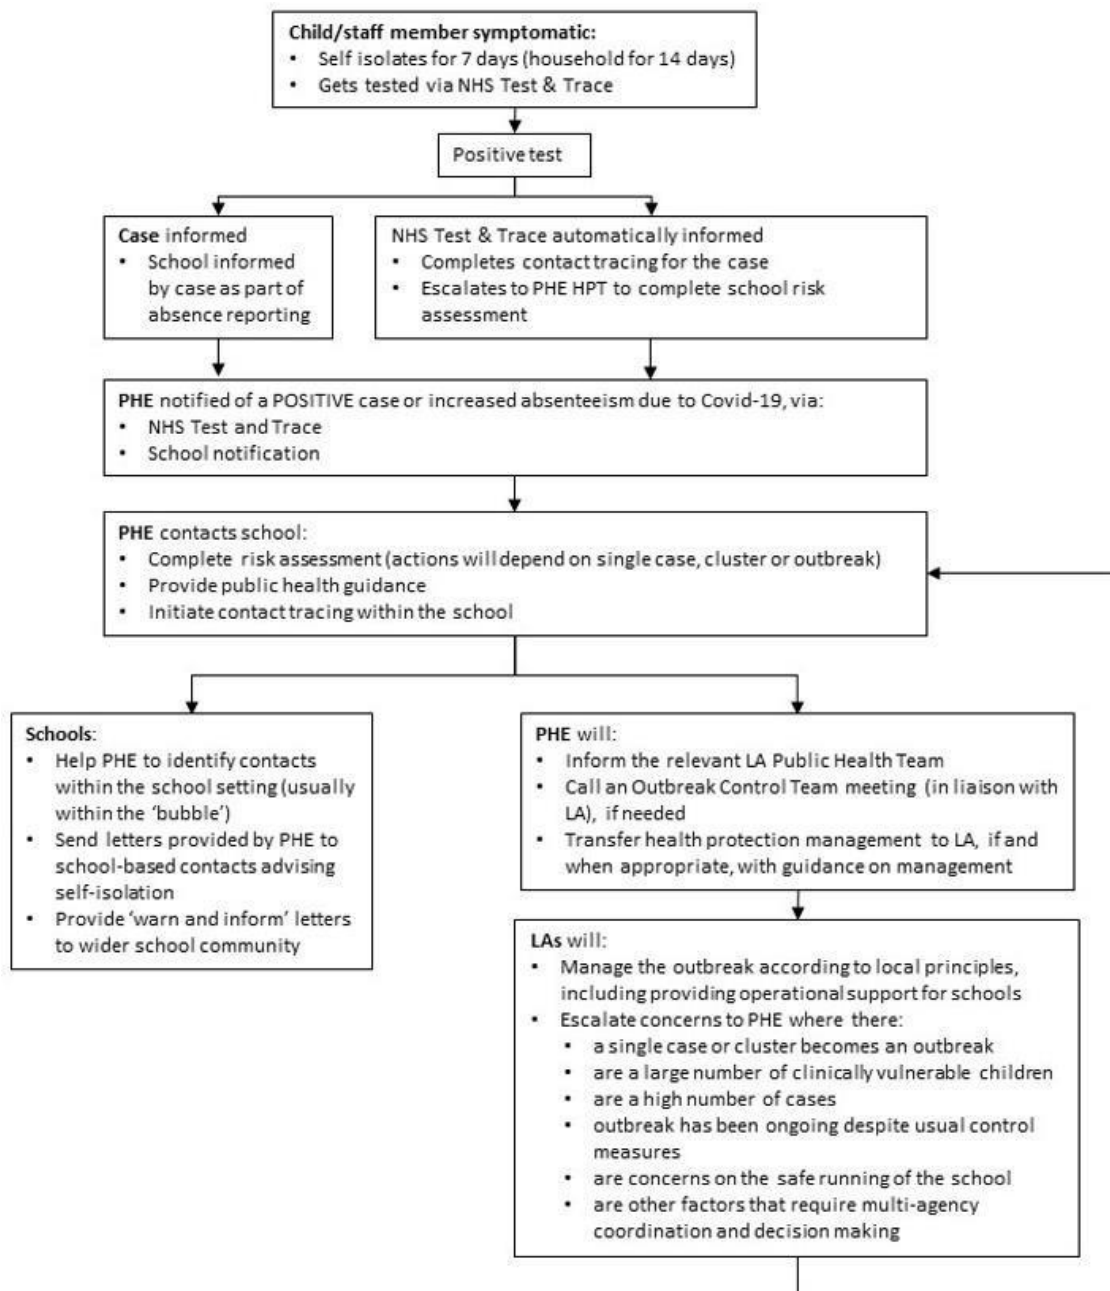 Child/staff member symptomatic:
• Self isolates for 7 days (household for 14 days)
• Gets tested via NHS Test & Trace
Positive test
Case informed
• School informed
by case as part of
absence reporting
NHS Test & Trace automatically informed
• Completes contact tracing for the case
• Escalates to PHE HPT to complete school risk
assessment
PHE notified of a POSITIVE case or increased absenteeism due to Covid-19, via:
• NHS Test and Trace
• School notification
PHE contacts school:
• Complete risk assessment (actions will depend on single case, cluster or outbreak)
• Provide public health guidance
• Initiate contact tracing within the school
Schools:
• Help PHE to identify contacts
within the school setting (usually
within the ‘bubble’)
• Send letters provided by PHE to
school-based contacts advising
self-isolation
• Provide ‘warn and inform’ letters
to wider school community
PHE will:
• Inform the relevant LA Public Health Team
• Call an Outbreak Control Team meeting (in liaison with
LA), if needed
• Transfer health protection management to LA, if and
when appropriate, with guidance on management
LAs will:
• Manage the outbreak according to local principles,
including providing operational support for schools
• Escalate concerns to PHE where there:
• a single case or cluster becomes an outbreak
• are a large number of clinically vulnerable children
• are a high number of cases
• outbreak has been ongoing despite usual control
measures
• are concerns on the safe running of the school
• are other factors that require multi-agency
coordination and decision making